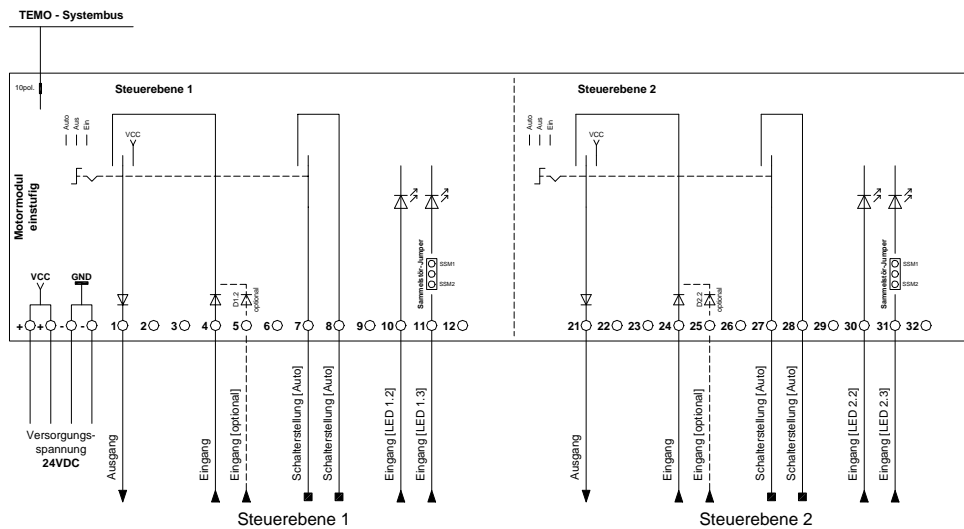 TEMO - Systembus
10pol.
Steuerebene 1
Steuerebene 2
Auto
Aus
Ein
VCC
Auto
Aus
Ein
VCC
Motormodul
einstufig
Sammelstör-Jumper
SSM1
SSM2
Sammelstör-Jumper
SSM1
SSM2
VCC
GND
D1.2
optional
D2.2
optional
+ + - - 1 2 3 4 5 6 7 8 9 10 11 12 21 22 23 24 25 26 27 28 29 30 31 32
Versorgungs-
spannung
24VDC
Ausgang
Eingang
Eingang [optional]
Schalterstellung [Auto]
Schalterstellung [Auto]
Eingang [LED 1.2]
Eingang [LED 1.3]
Ausgang
Eingang
Eingang [optional]
Schalterstellung [Auto]
Schalterstellung [Auto]
Eingang [LED 2.2]
Eingang [LED 2.3]
Steuerebene 1
Steuerebene 2